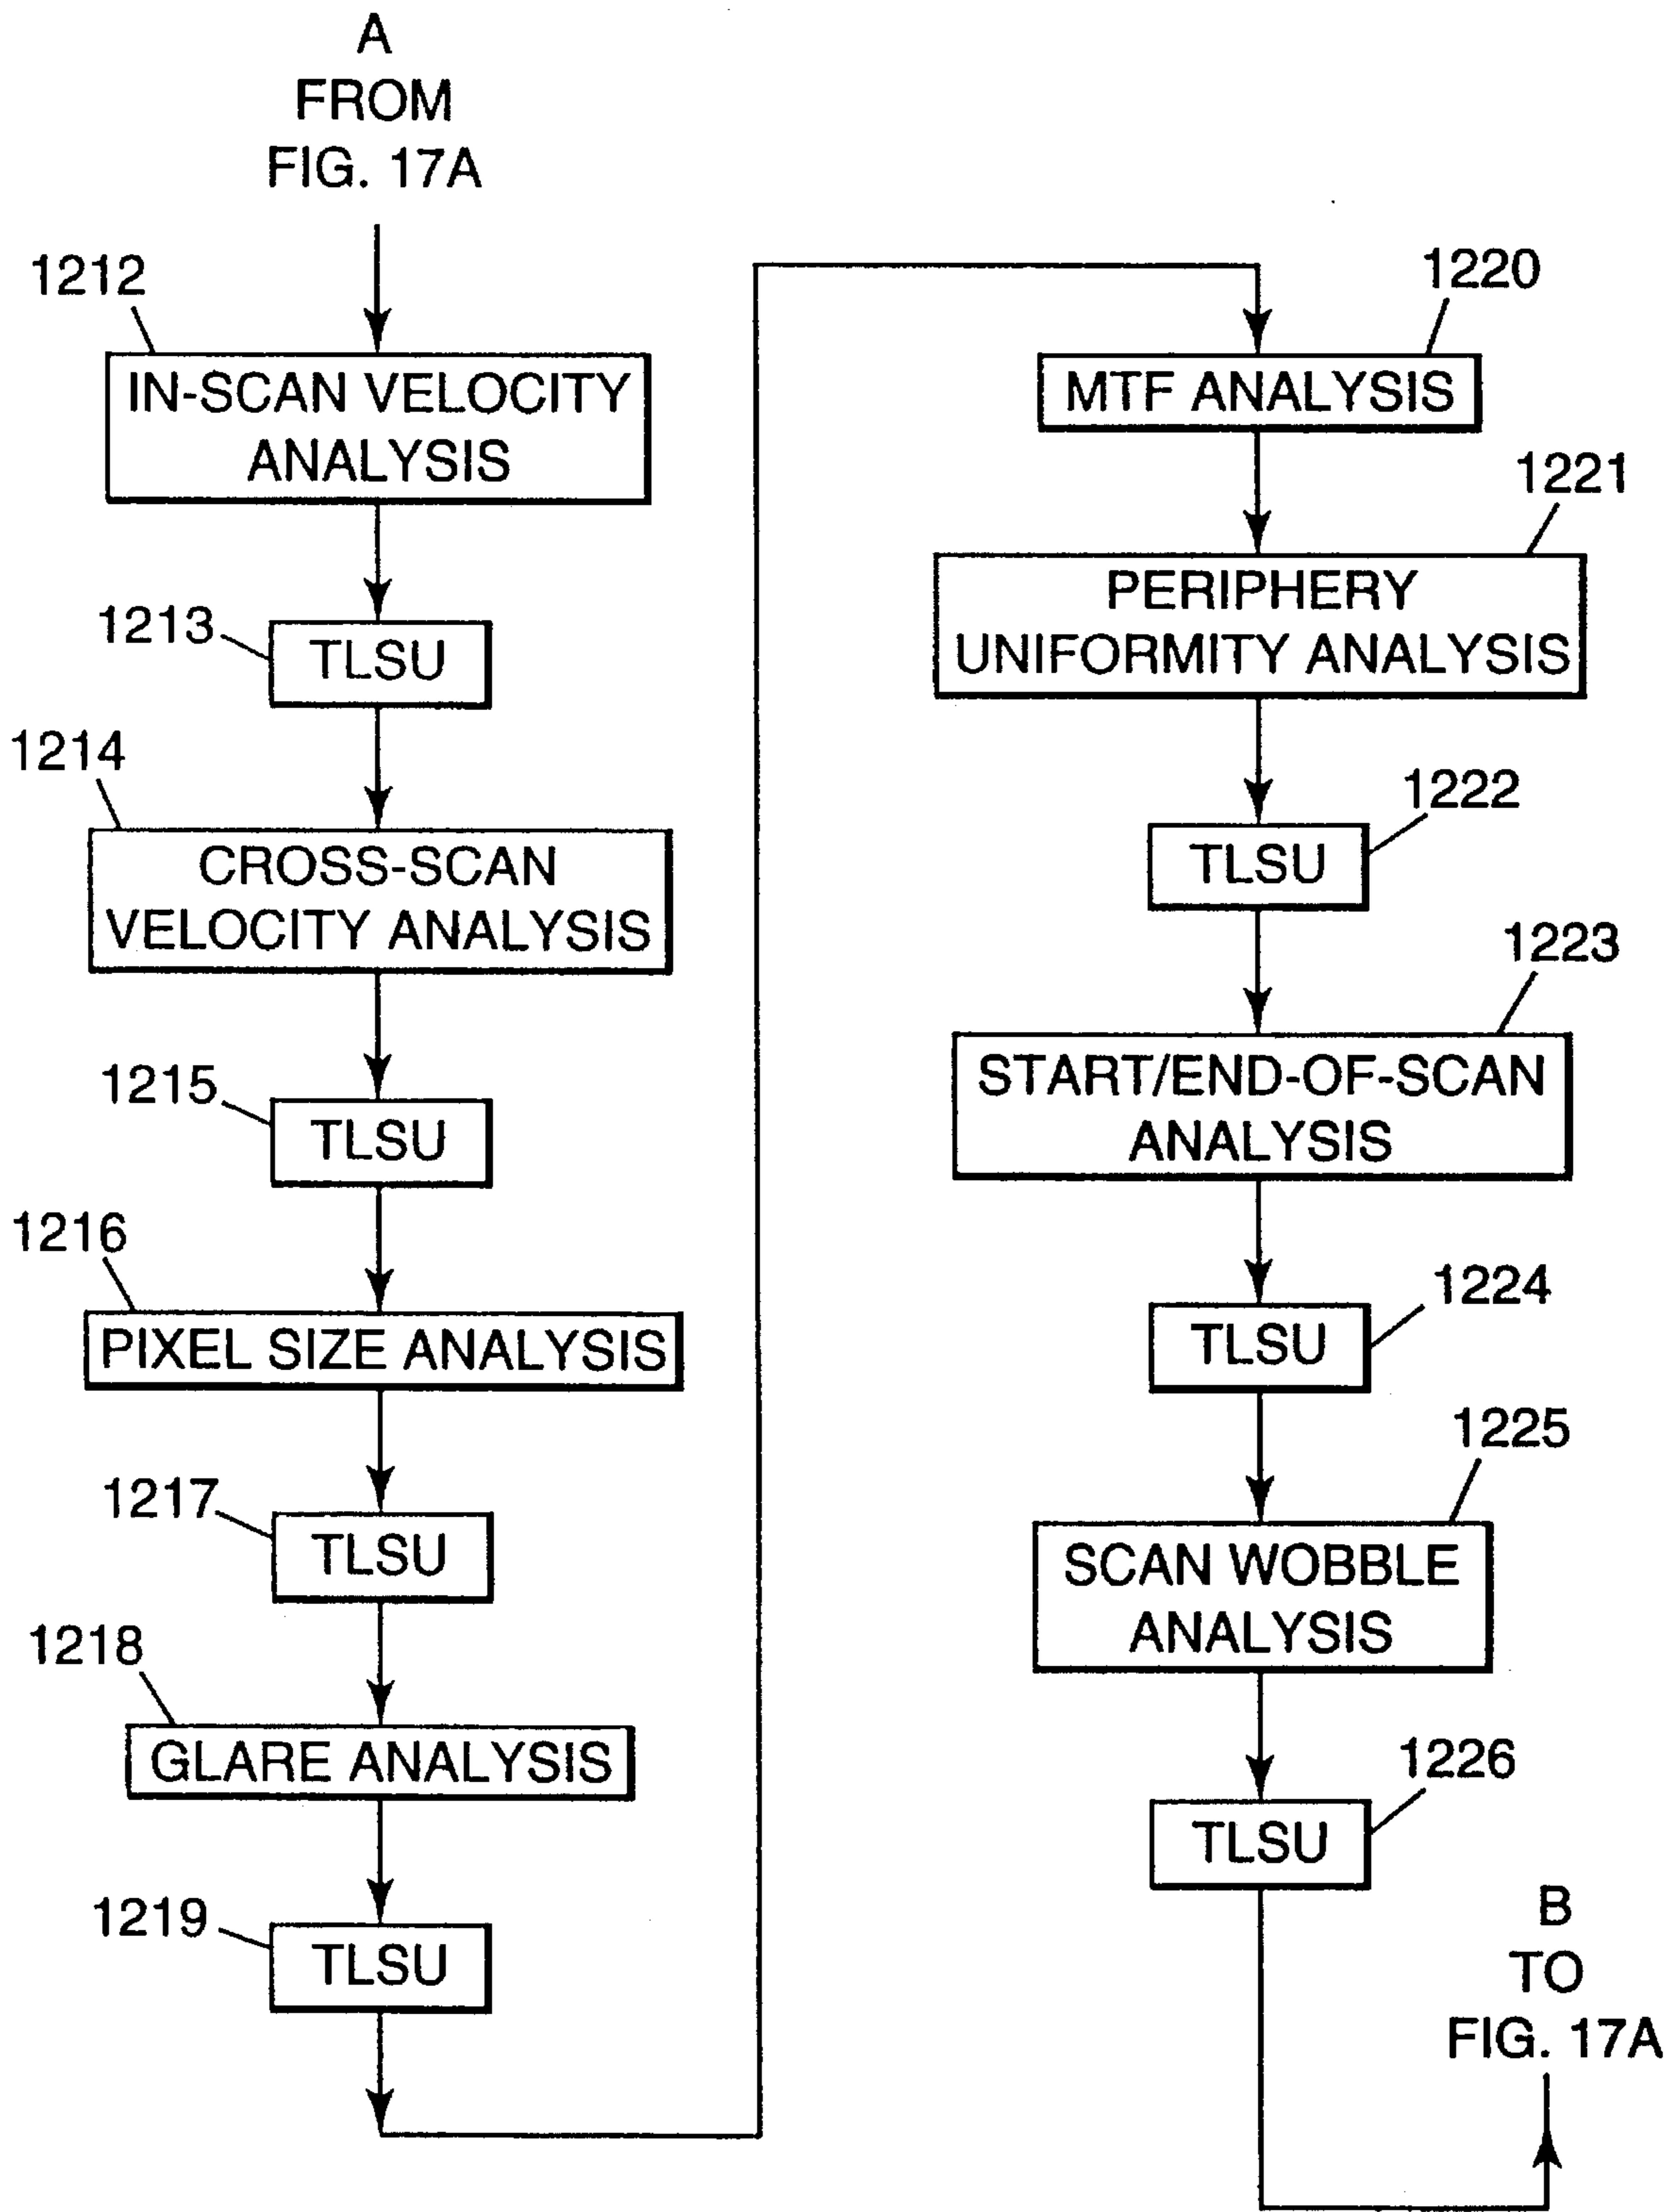 A
FROM
FIG. 17A
1212
IN-SCAN VELOCITY
ANALYSIS
1213
TLSU
1214
CROSS-SCAN
VELOCITY ANALYSIS
1215
TLSU
1216
PIXEL SIZE ANALYSIS
1217
TLSU
1218
GLARE ANALYSIS
1219
TLSU
1220
MTF ANALYSIS
1221
PERIPHERY
UNIFORMITY ANALYSIS
1222
TLSU
1223
START/END-OF-SCAN
ANALYSIS
1224
TLSU
1225
SCAN WOBBLE
ANALYSIS
1226
TLSU
B
TO
FIG. 17A